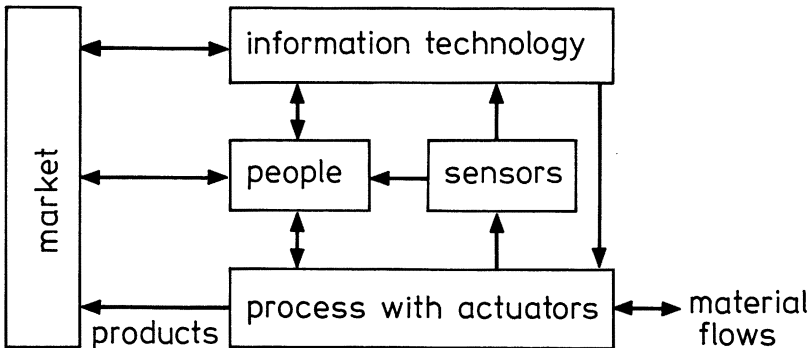 information technology
market
people
sensors
process with actuators
products
material
flows